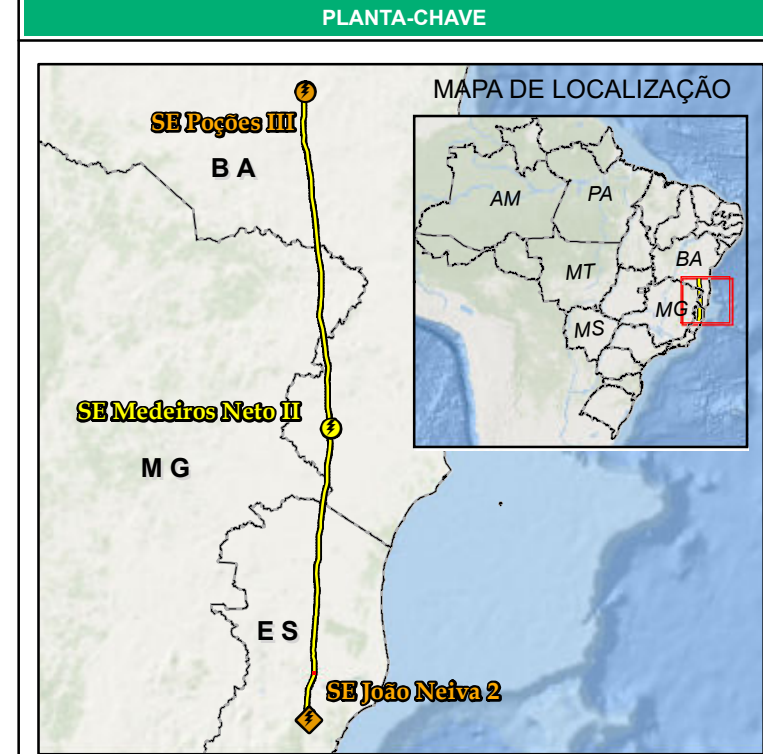 PLANTA-CHAVE
MAPA DE LOCALIZAÇÃO
SE Poções III
B A
AM
PA
BA
MT
MG
MS
SE Medeiros Neto II
M G
E S
SE João Neiva 2